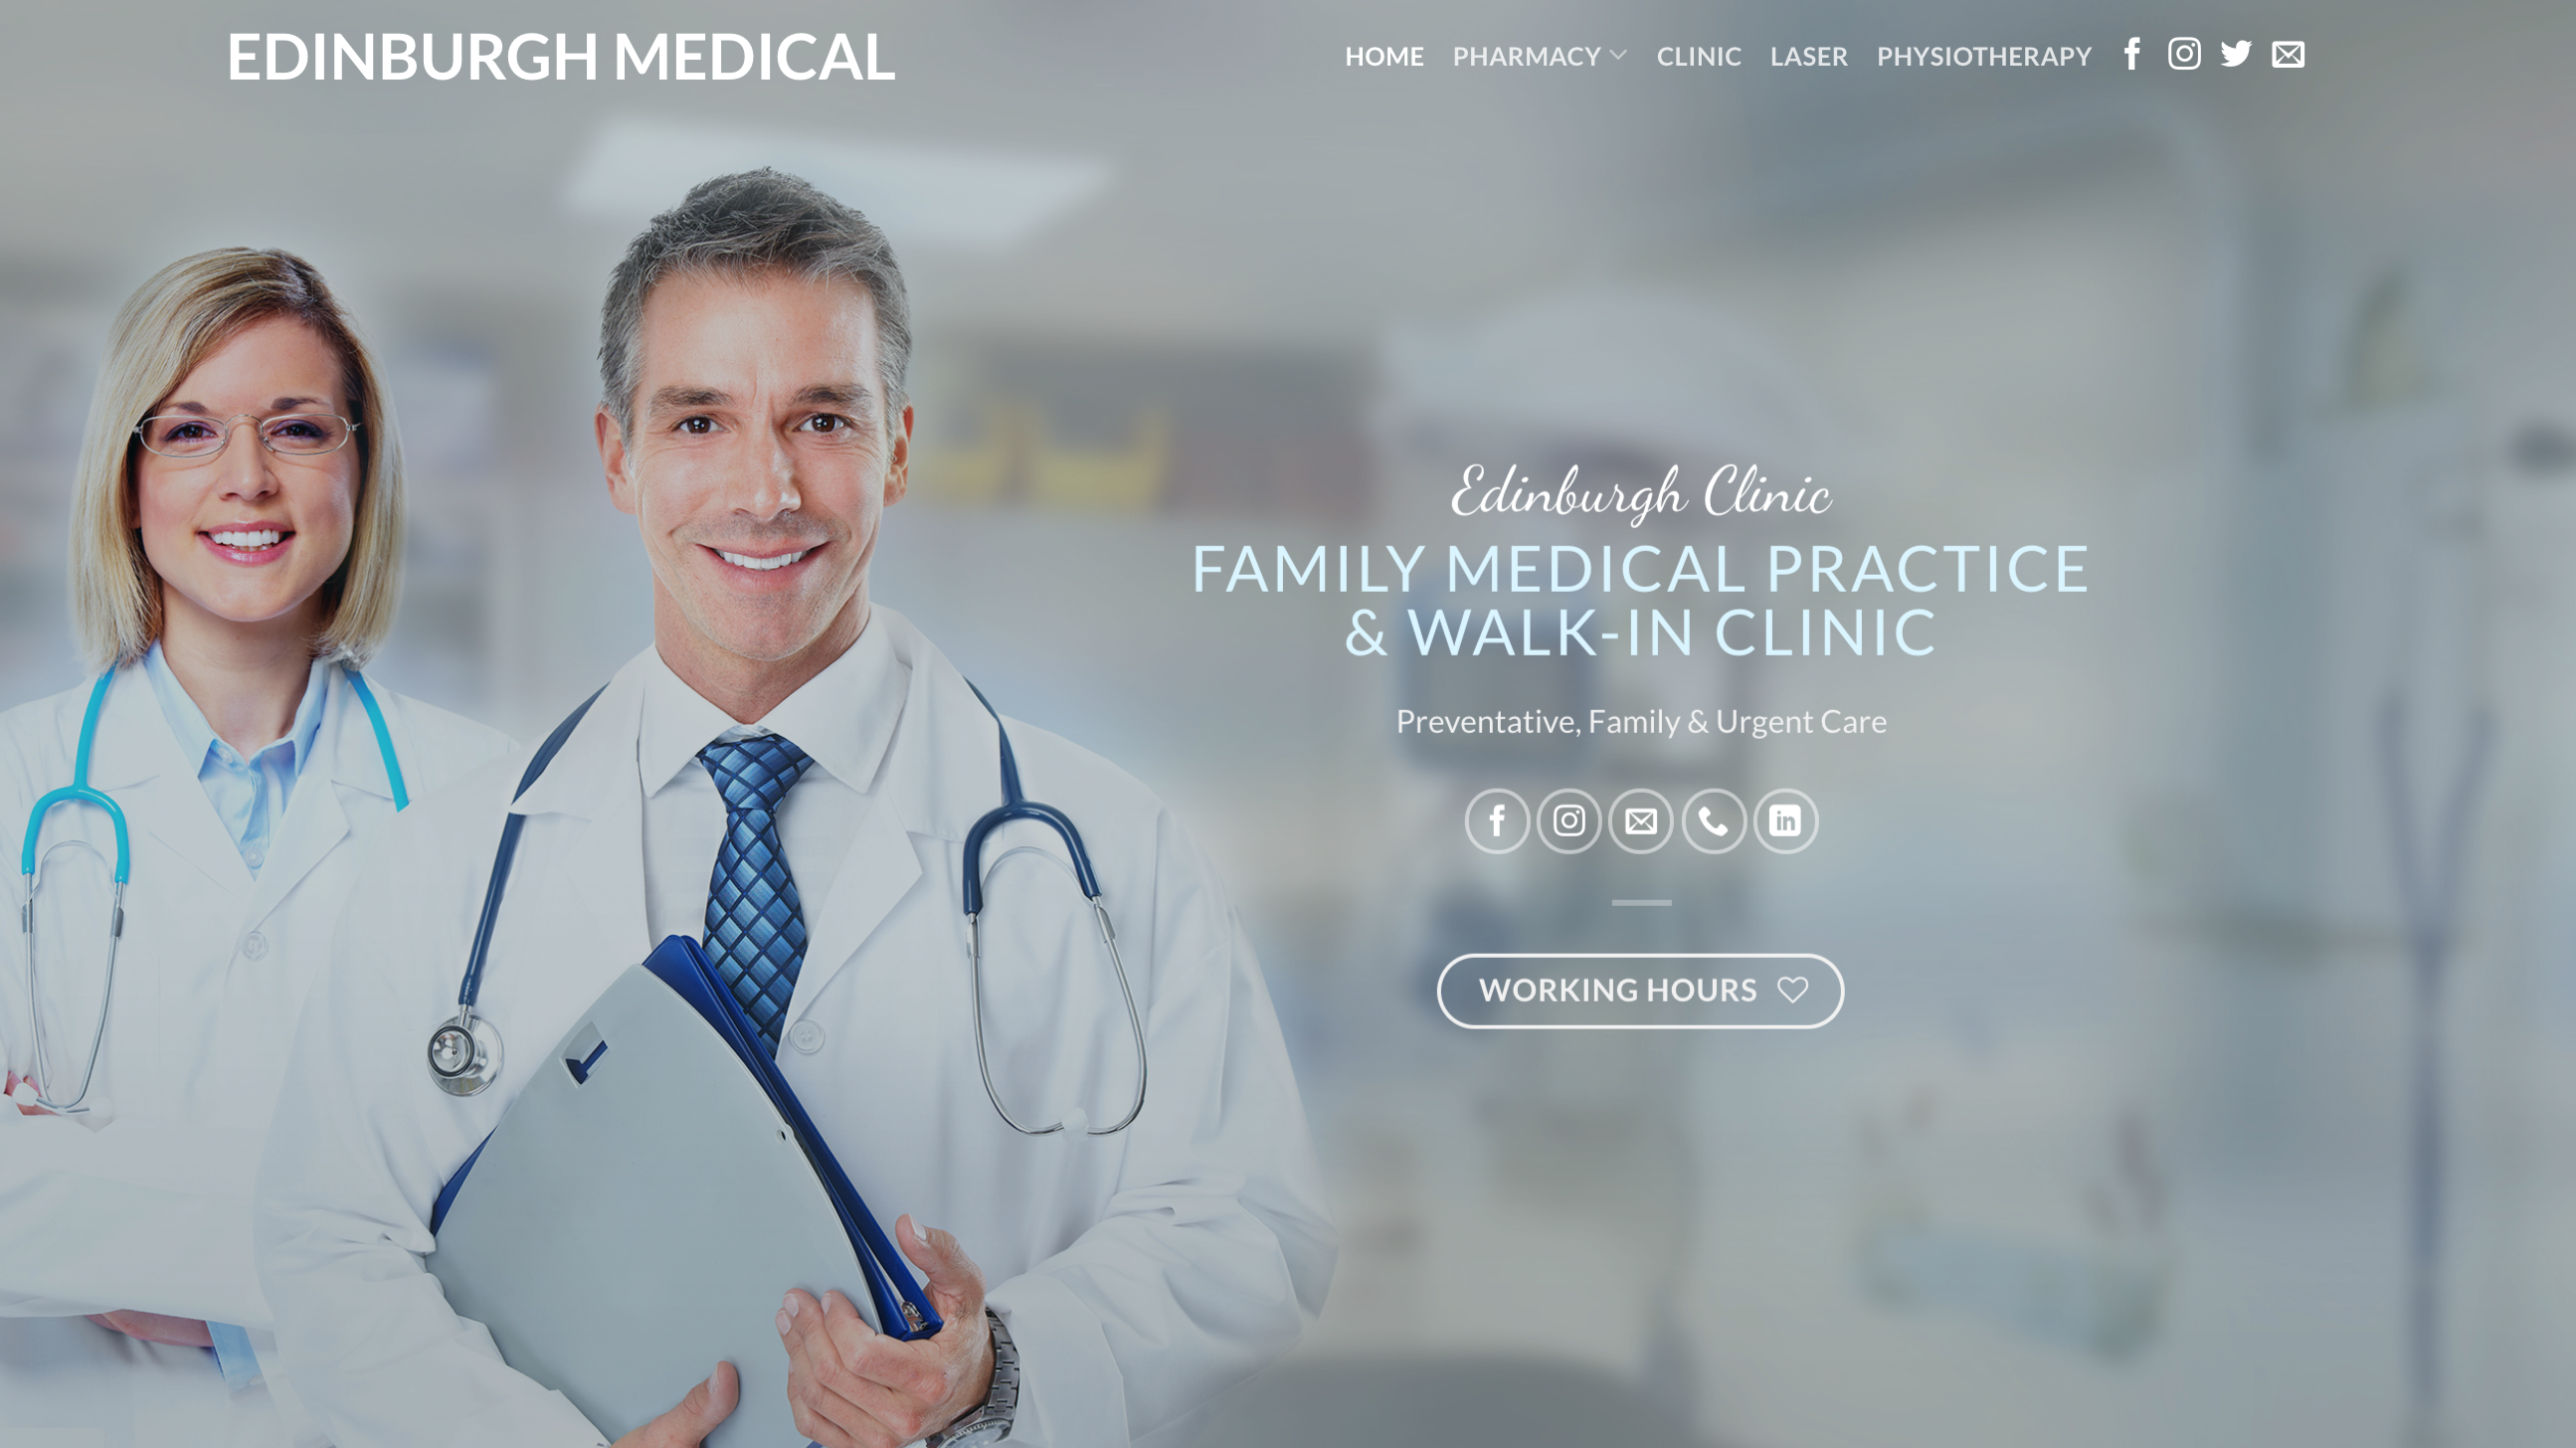 EDINBURGH MEDICAL
HOME PHARMACY CLINIC LASER PHYSIOTHERAPY
Edinburgh Clinic
FAMILY MEDICAL PRACTICE
& WALK-IN CLINIC
Preventative, Family & Urgent Care
WORKING HOURS